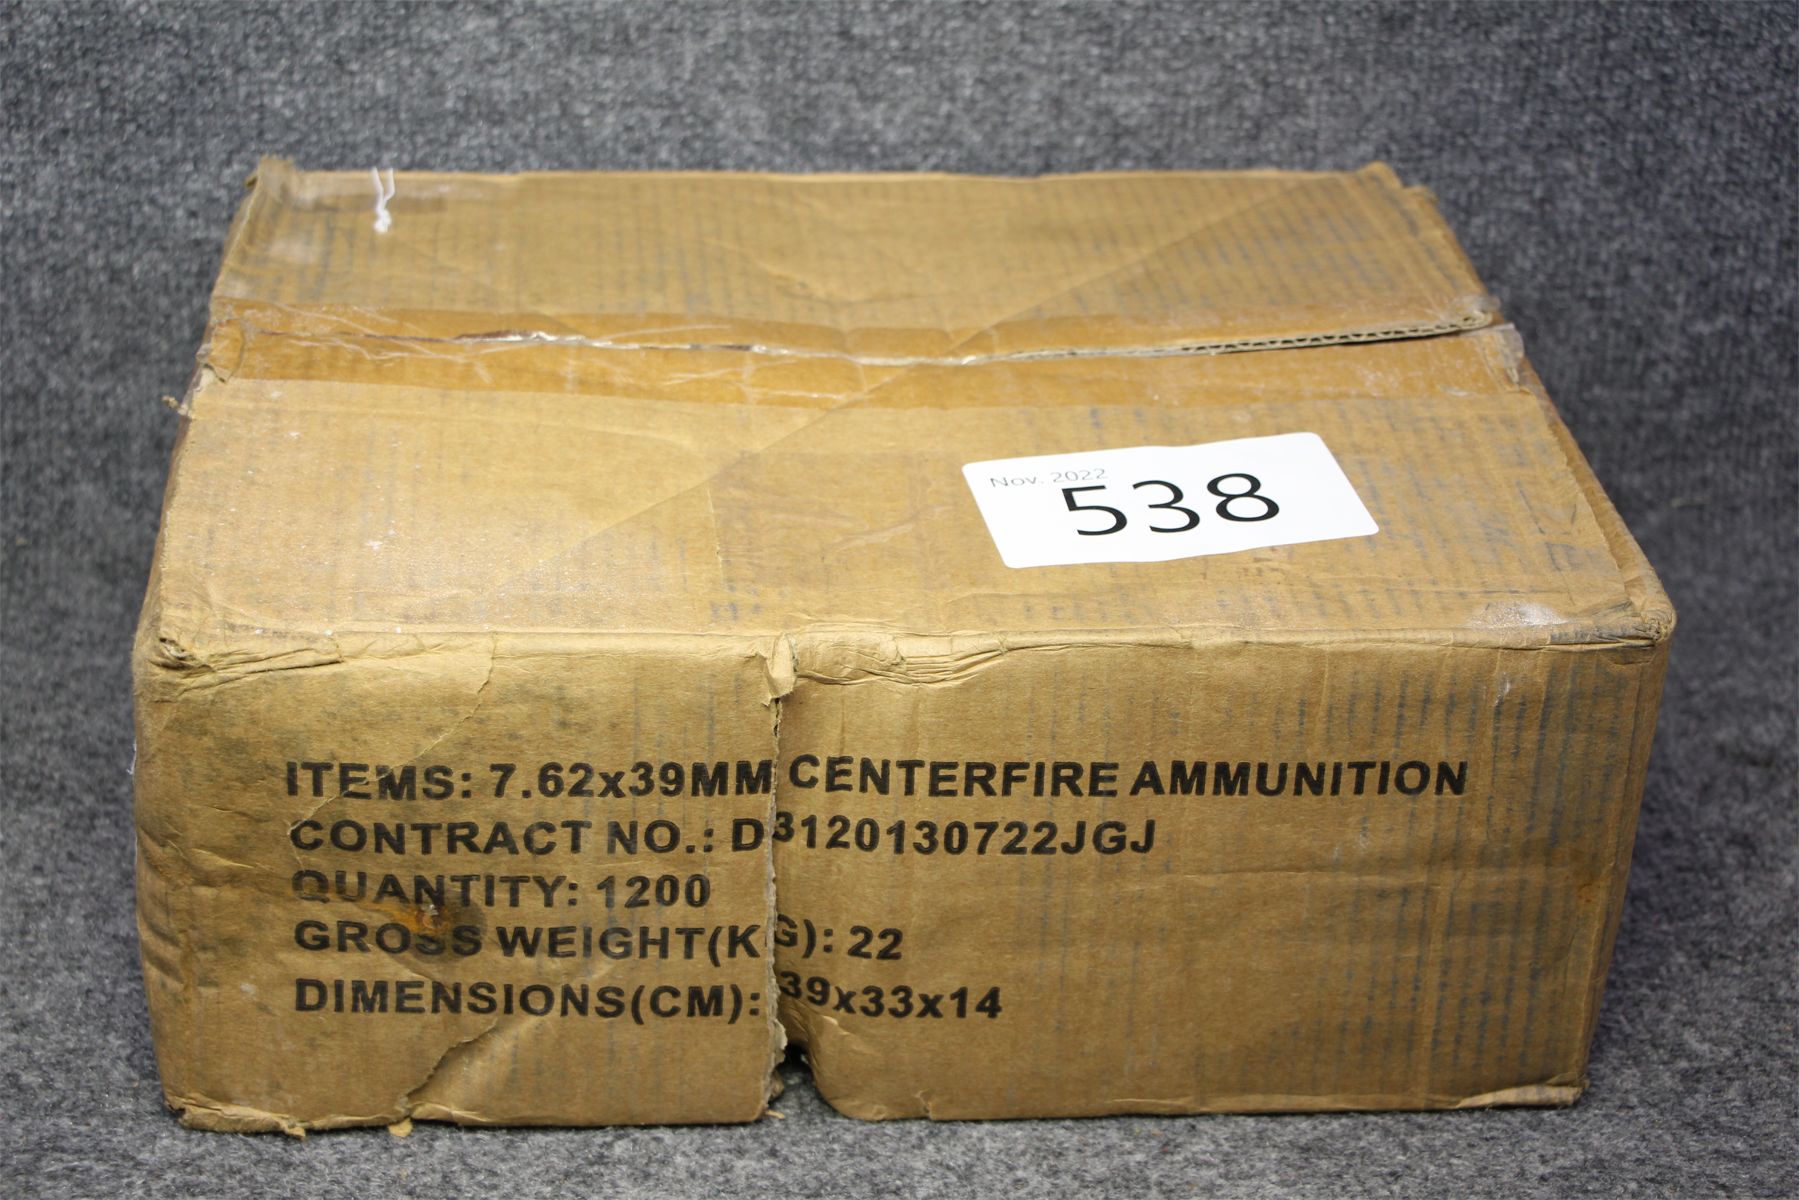 Nov. 2022
538
ITEMS: 7.62x39MM CENTERFIRE AMMUNITION
CONTRACT NO.: D3120130722JGJ
QUANTITY: 1200
GROSS WEIGHT(KG): 22
DIMENSIONS(CM): 39x33x14